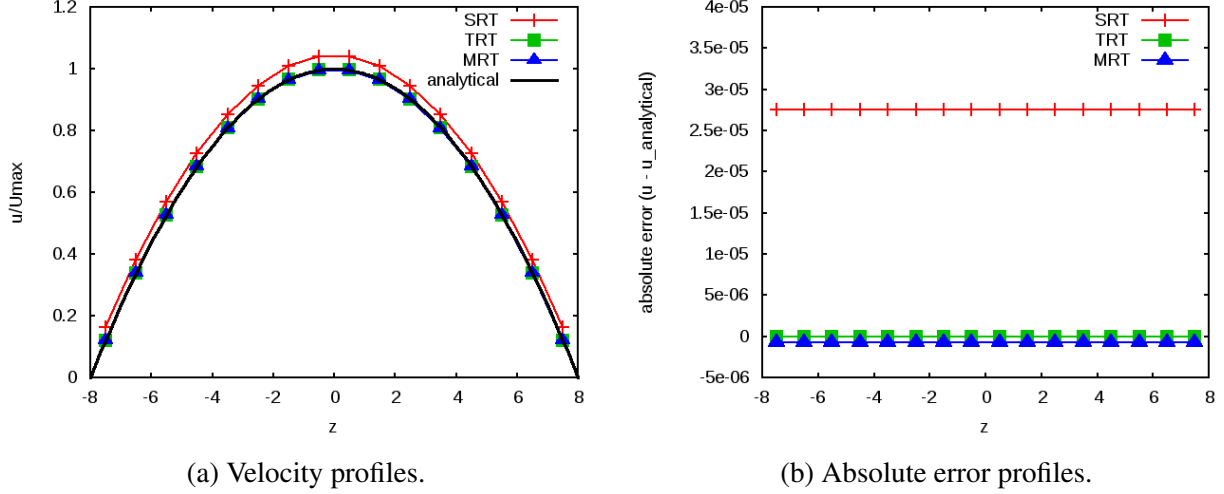 1.2
1
0.8
0.6
0.4
0.2
0
u/Umax
-8 -6 -4 -2 0 2 4 6 8
z
SRT
TRT
MRT
analytical
(a) Velocity profiles.
4e-05
3.5e-05
3e-05
2.5e-05
2e-05
1.5e-05
1e-05
5e-06
0
-5e-06
absolute error (u - u_analytical)
-8 -6 -4 -2 0 2 4 6 8
z
SRT
TRT
MRT
(b) Absolute error profiles.